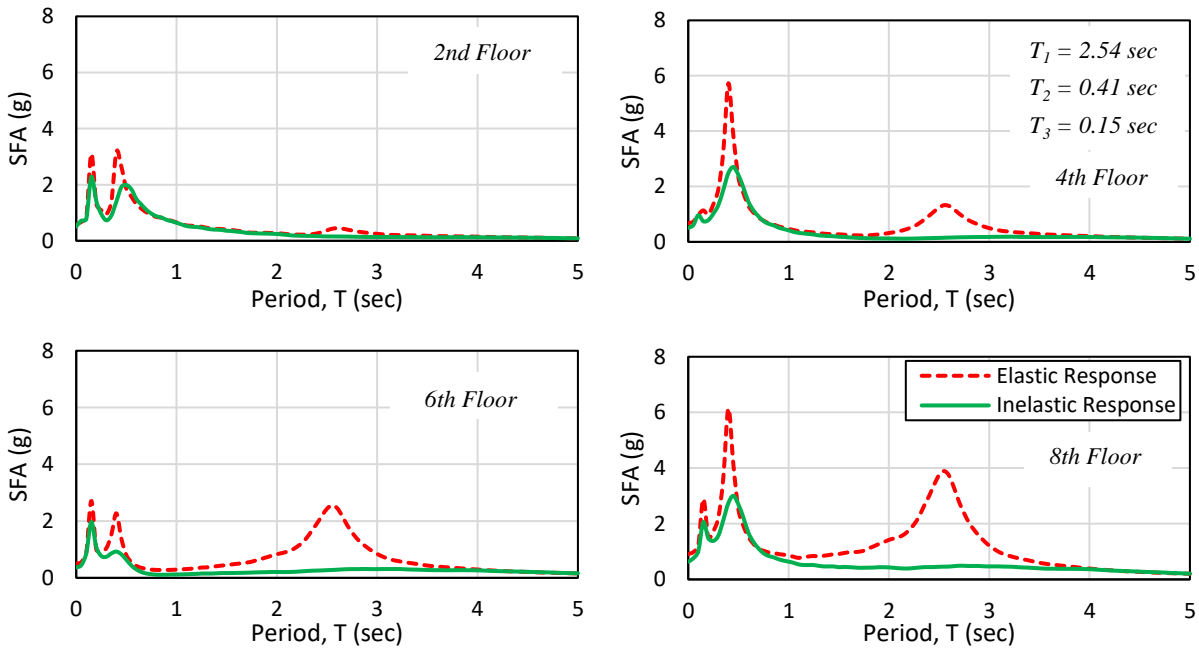 8
6
4
2
0
SFA (g)
2nd Floor
0 1 2 3 4 5
Period, T (sec)
8
6
4
2
0
SFA (g)
T1 = 2.54 sec
T2 = 0.41 sec
T3 = 0.15 sec
4th Floor
0 1 2 3 4 5
Period, T (sec)
8
6
4
2
0
SFA (g)
6th Floor
0 1 2 3 4 5
Period, T (sec)
8
6
4
2
0
SFA (g)
Elastic Response
Inelastic Response
8th Floor
0 1 2 3 4 5
Period, T (sec)